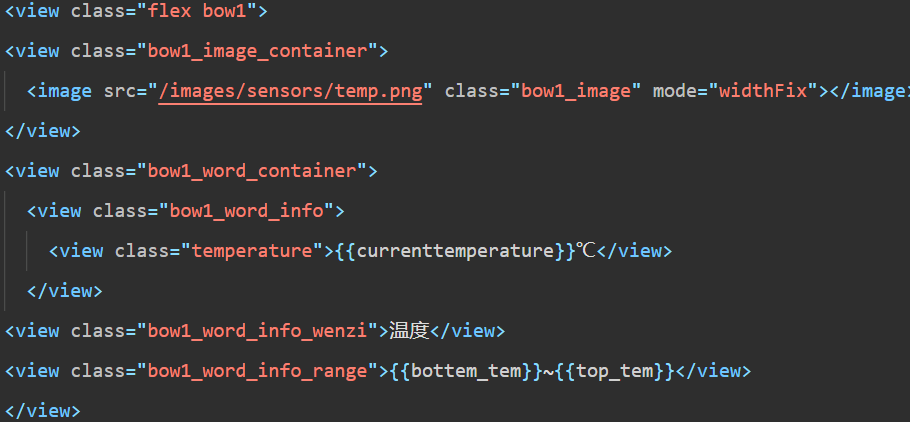 <view class="flex bow1">
<view class="bow1_image_container">
<image src="/images/sensors/temp.png" class="bow1_image" mode="widthFix"></image>
</view>
<view class="bow1_word_container">
<view class="bow1_word_info">
<view class="temperature">{{currenttemperature}}℃</view>
</view>
<view class="bow1_word_info_wenzi">温度</view>
<view class="bow1_word_info_range">{{bottem_tem}}~{{top_tem}}</view>
</view>